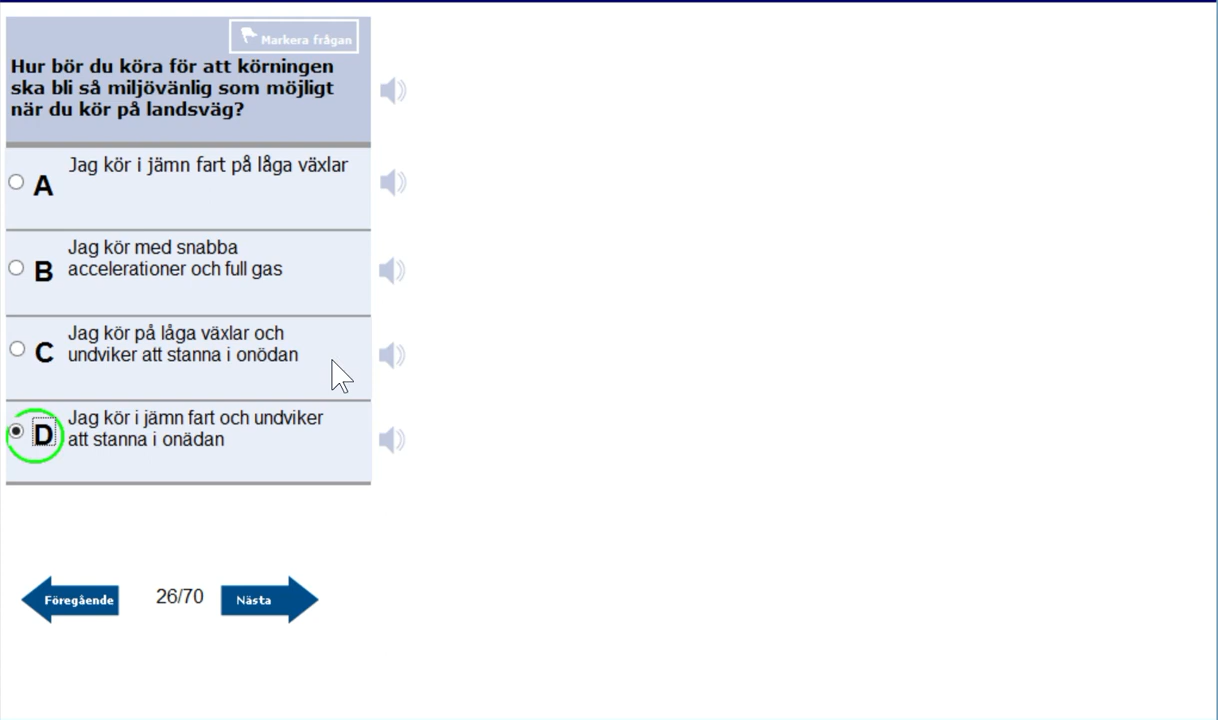 Markera frågan
Hur bör du köra för att körningen
ska bli så miljövänlig som möjligt
när du kör på landsväg?
A
Jag kör i jämn fart på låga växlar
B
Jag kör med snabba
accelerationer och full gas
C
Jag kör på låga växlar och
undviker att stanna i onödan
D
Jag kör i jämn fart och undviker
att stanna i onädan
Föregående
26/70
Nästa